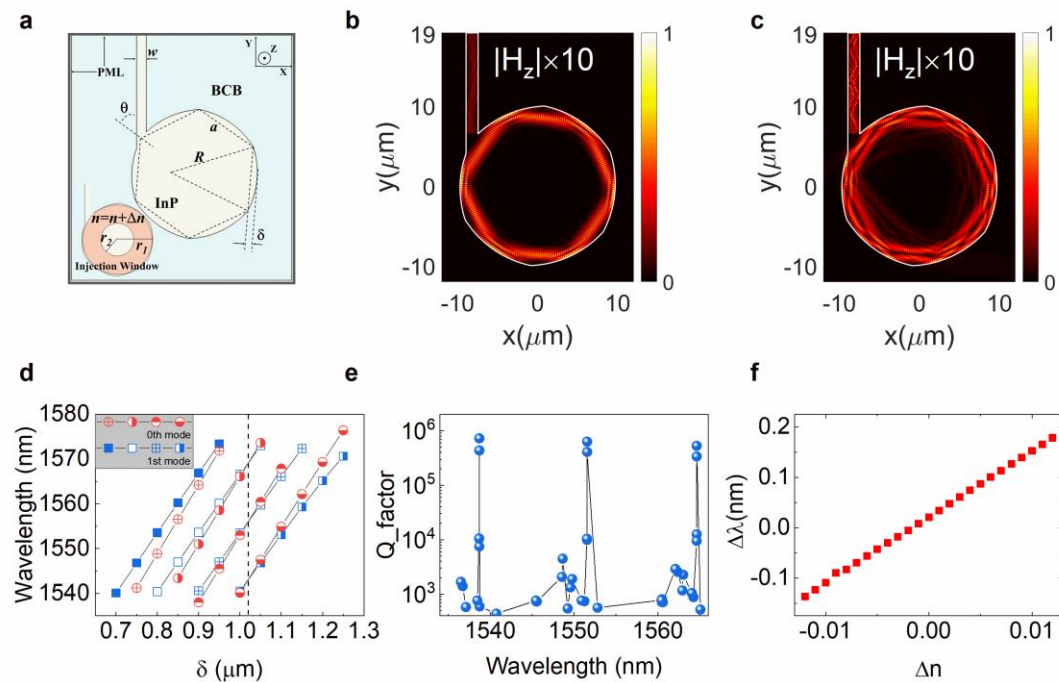 a
PML
w
Y
Z
X
θ
BCB
a
R
InP
δ
n=n+Δn
r2
r1
Injection Window
b
19
10
0
-10
y(μm)
|Hz|×10
-10
0
10
x(μm)
1
0
c
19
10
0
-10
y(μm)
|Hz|×10
-10
0
10
x(μm)
1
0
d
1580
1570
1560
1550
1540
Wavelength (nm)
0th mode
1st mode
0.7 0.8 0.9 1.0 1.1 1.2 1.3
δ (μm)
e
10^6
10^5
10^4
10^3
Q_factor
1540 1550 1560
Wavelength (nm)
f
0.2
0.1
0.0
-0.1
Δλ(nm)
-0.01 0.00 0.01
Δn